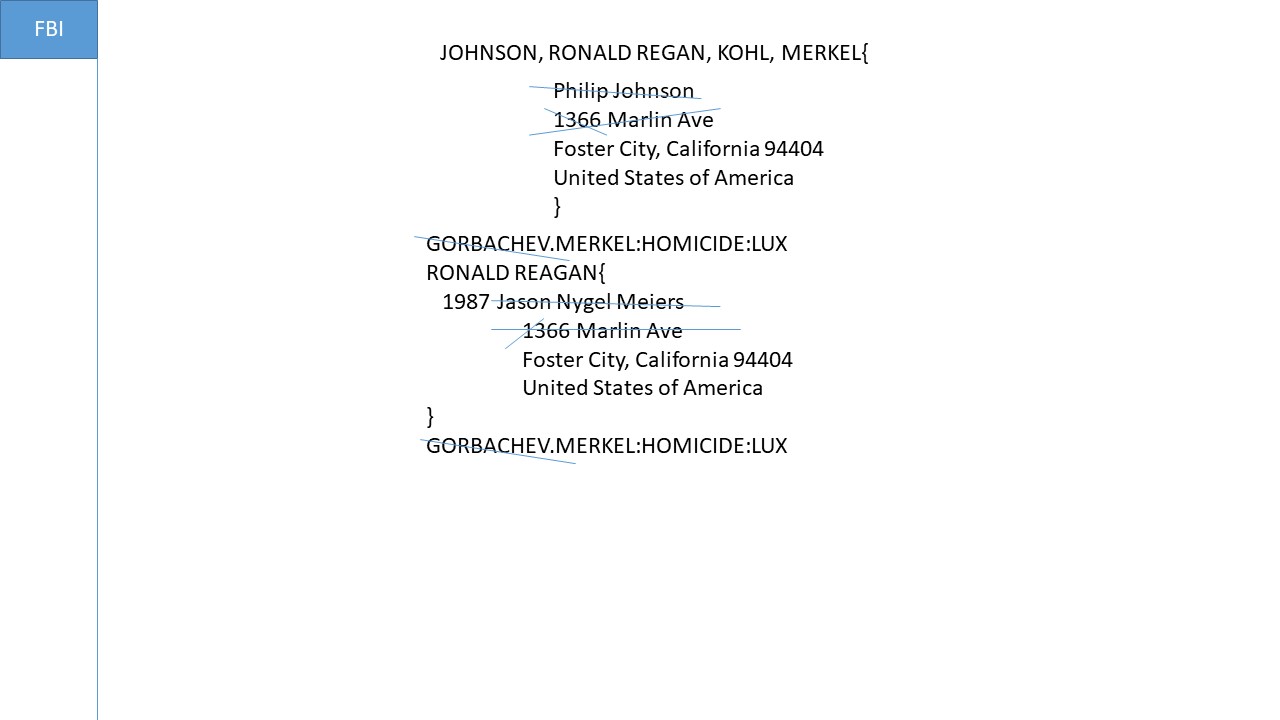 FBI
JOHNSON, RONALD REGAN, KOHL, MERKEL{
Philip Johnson
1366 Marlin Ave
Foster City, California 94404
United States of America
}
GORBACHEV.MERKEL:HOMICIDE:LUX
RONALD REAGAN{
1987 Jason Nygel Meiers
1366 Marlin Ave
Foster City, California 94404
United States of America
}
GORBACHEV.MERKEL:HOMICIDE:LUX